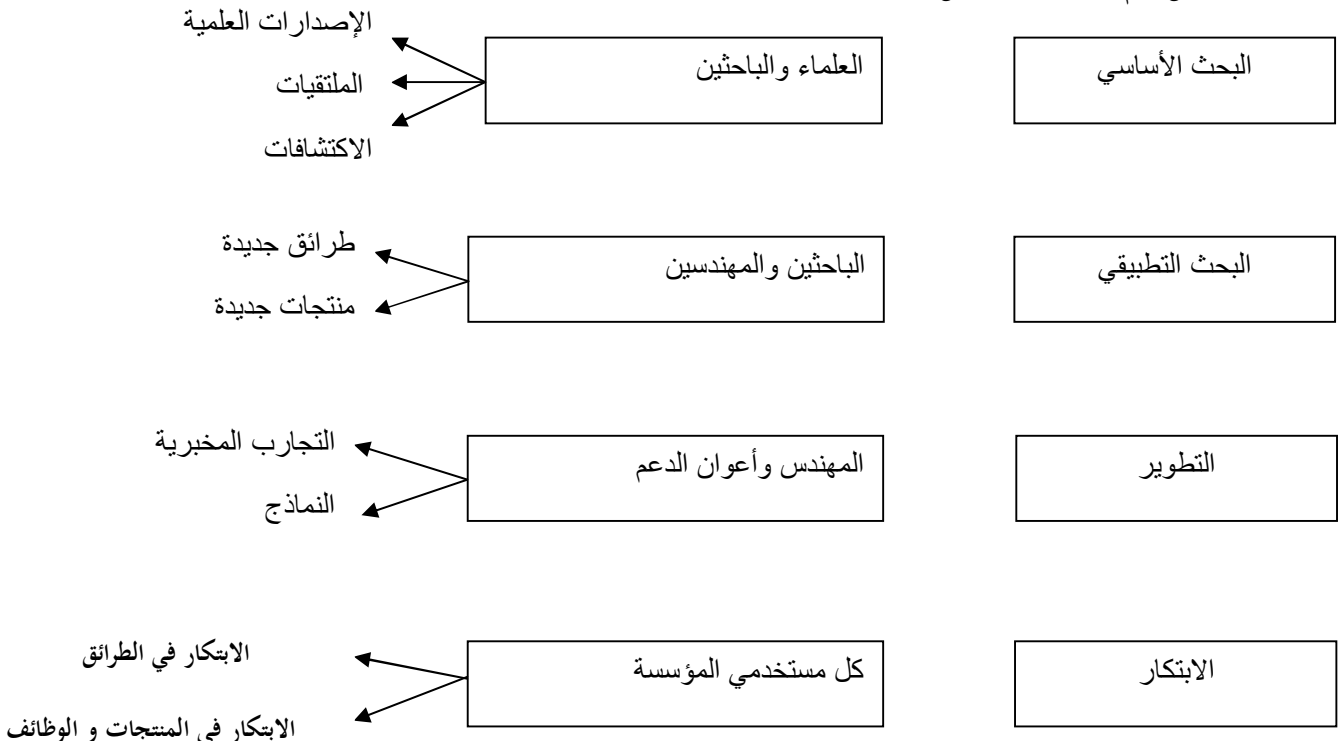 البحث الأساسي
العلماء والباحثين
الإصدارات العلمية
الملتقيات
الاكتشافات
البحث التطبيقي
الباحثين والمهندسين
طرائق جديدة
منتجات جديدة
التطوير
المهندس وأعوان الدعم
التجارب المخبرية
النماذج
الابتكار
كل مستخدمي المؤسسة
الابتكار في الطرائق
الابتكار في المنتجات و الوظائف